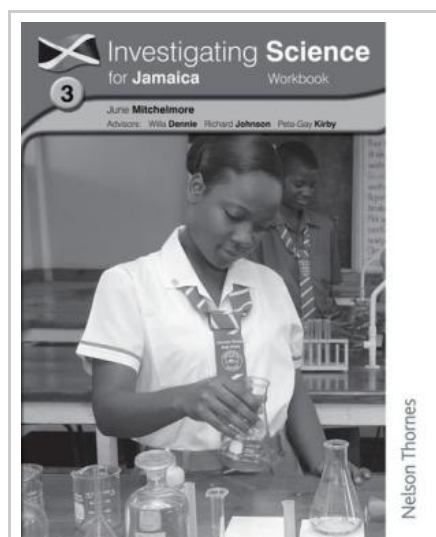 Investigating Science
for Jamaica Workbook
3
June Mitchelmore
Advisors: Willa Dennie Richard Johnson Peta-Gay Kirby
Nelson Thornes